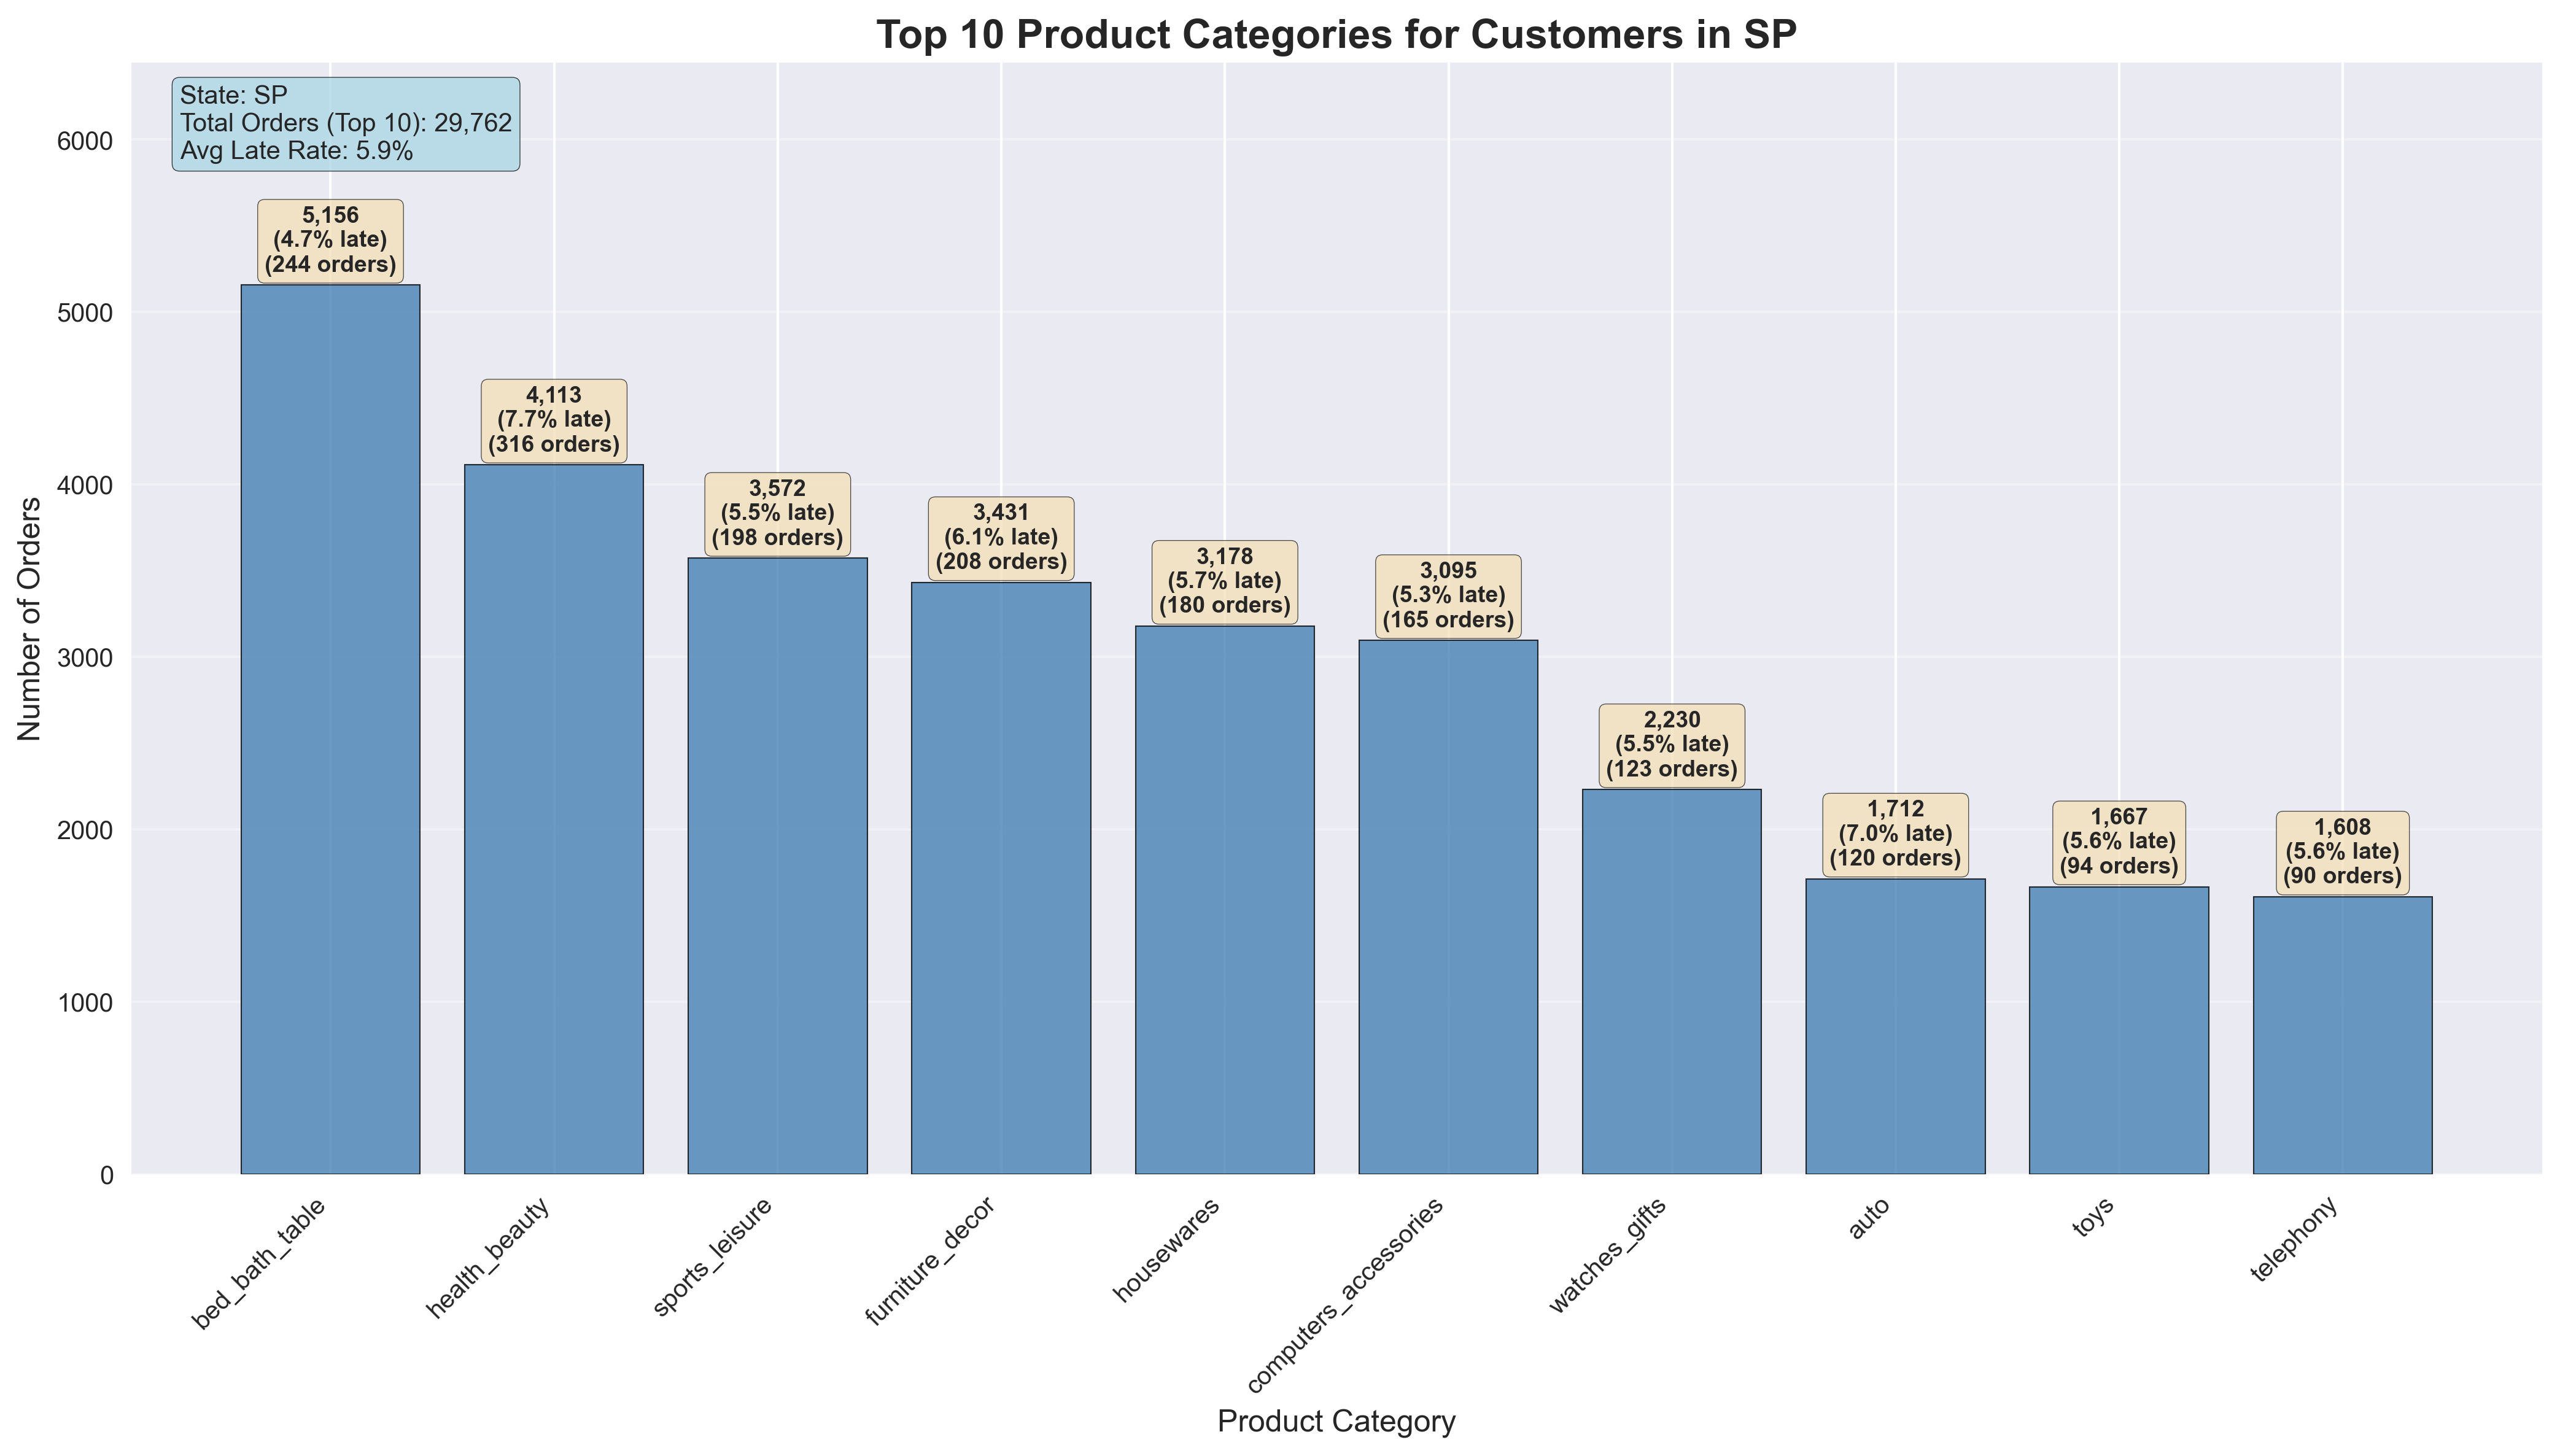 Top 10 Product Categories for Customers in SP
State: SP
Total Orders (Top 10): 29,762
Avg Late Rate: 5.9%
Number of Orders
6000
5000
4000
3000
2000
1000
0
5,156
(4.7% late)
(244 orders)
4,113
(7.7% late)
(316 orders)
3,572
(5.5% late)
(198 orders)
3,431
(6.1% late)
(208 orders)
3,178
(5.7% late)
(180 orders)
3,095
(5.3% late)
(165 orders)
2,230
(5.5% late)
(123 orders)
1,712
(7.0% late)
(120 orders)
1,667
(5.6% late)
(94 orders)
1,608
(5.6% late)
(90 orders)
bed_bath_table
health_beauty
sports_leisure
furniture_decor
housewares
computers_accessories
watches_gifts
auto
toys
telephony
Product Category